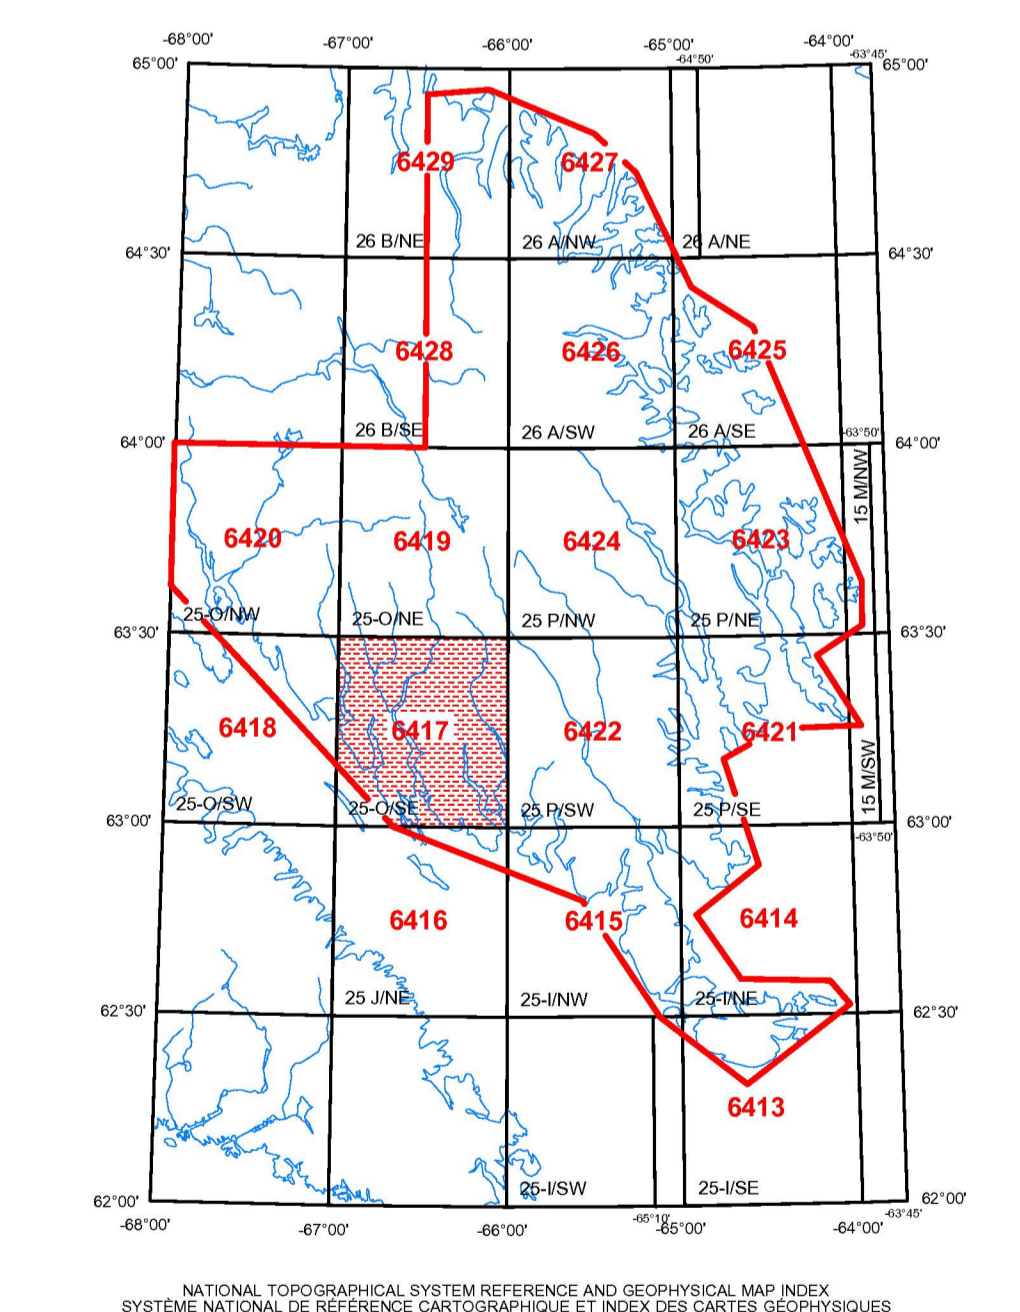 -68°00'
-67°00'
-66°00'
-65°00'
-64°00'
-64°50'
-63°45'
65°00'
65°00'
6429
6427
26 B/NE
26 A/NW
26 A/NE
64°30'
64°30'
6428
6426
6425
26 B/SE
26 A/SW
26 A/SE
-63°50'
64°00'
64°00'
15 M/NW
6420
6419
6424
6423
25-O/NW
25-O/NE
25 P/NW
25 P/NE
63°30'
63°30'
6418
6417
6422
6421
15 M/SW
25-O/SW
25-O/SE
25 P/SW
25 P/SE
63°00'
63°00'
-63°50'
6416
6415
6414
25 J/NE
25-I/NW
25-I/NE
62°30'
62°30'
6413
25-I/SW
25-I/SE
62°00'
62°00'
-68°00'
-67°00'
-66°00'
-65°10'
-65°00'
-64°00'
-63°45'
NATIONAL TOPOGRAPHICAL SYSTEM REFERENCE AND GEOPHYSICAL MAP INDEX
SYSTÈME NATIONAL DE RÉFÉRENCE CARTOGRAPHIQUE ET INDEX DES CARTES GÉOPHYSIQUES